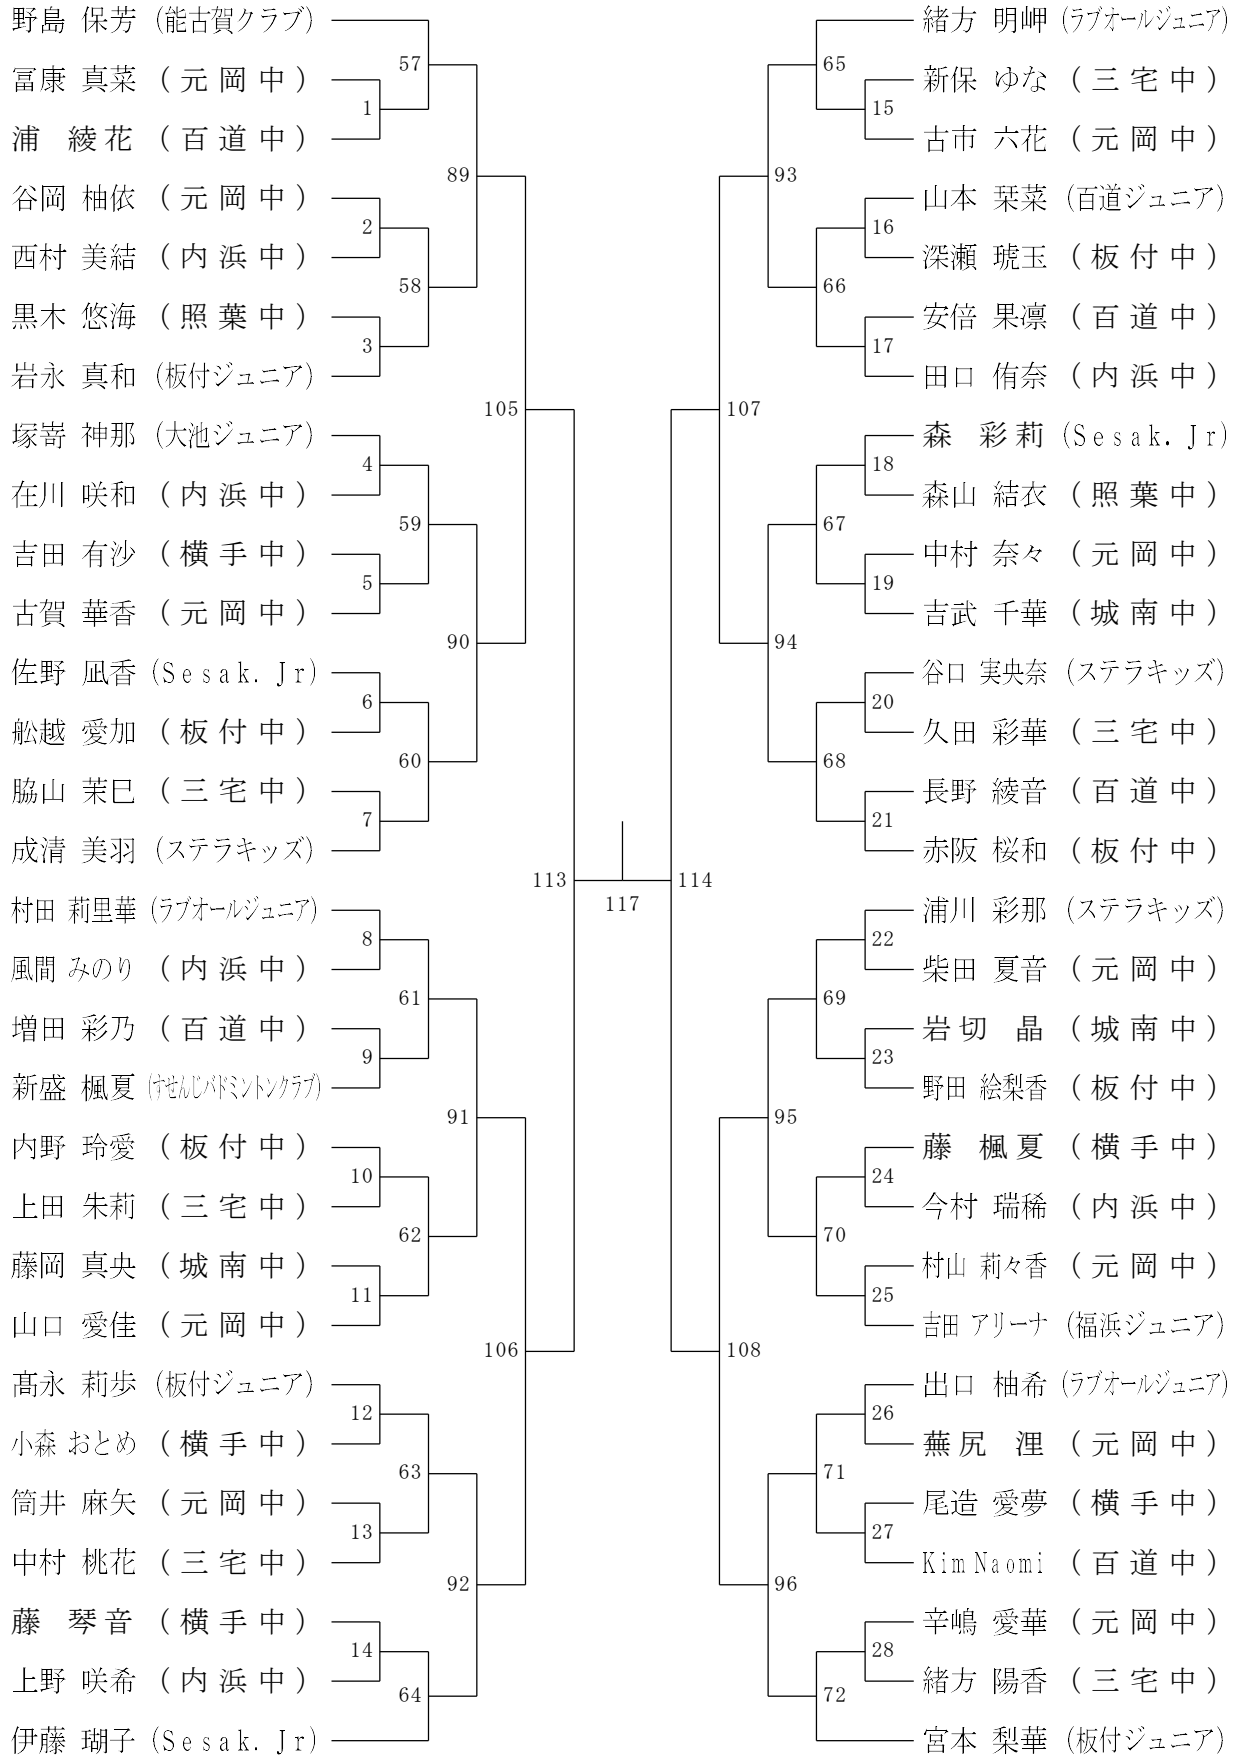 野島 保芳 (能古賀クラブ)
57
冨康 真菜 (元岡中)
1
浦 綾花 (百道中)
89
谷岡 柚依 (元岡中)
2
西村 美結 (内浜中)
58
黒木 悠海 (照葉中)
3
岩永 真和 (板付ジュニア)
105
塚嵜 神那 (大池ジュニア)
4
在川 咲和 (内浜中)
59
吉田 有沙 (横手中)
5
古賀 華香 (元岡中)
90
佐野 凪香 (Sesak. Jr)
6
舩越 愛加 (板付中)
60
脇山 茉巳 (三宅中)
7
成清 美羽 (ステラキッズ)
113
村田 莉里華 (ラブオールジュニア)
8
風間 みのり (内浜中)
61
増田 彩乃 (百道中)
9
新盛 楓夏 (すせんじバドミントンクラブ)
91
内野 玲愛 (板付中)
10
上田 朱莉 (三宅中)
62
藤岡 真央 (城南中)
11
山口 愛佳 (元岡中)
106
髙永 莉歩 (板付ジュニア)
12
小森 おとめ (横手中)
63
筒井 麻矢 (元岡中)
13
中村 桃花 (三宅中)
92
藤 琴音 (横手中)
14
上野 咲希 (内浜中)
64
伊藤 瑚子 (Sesak. Jr)
117
緒方 明岬 (ラブオールジュニア)
65
新保 ゆな (三宅中)
15
古市 六花 (元岡中)
93
山本 栞菜 (百道ジュニア)
16
深瀬 琥玉 (板付中)
66
安倍 果凛 (百道中)
17
田口 侑奈 (内浜中)
107
森 彩莉 (Sesak. Jr)
18
森山 結衣 (照葉中)
67
中村 奈々 (元岡中)
19
吉武 千華 (城南中)
94
谷口 実央奈 (ステラキッズ)
20
久田 彩華 (三宅中)
68
長野 綾音 (百道中)
21
赤阪 桜和 (板付中)
114
浦川 彩那 (ステラキッズ)
22
柴田 夏音 (元岡中)
69
岩切 晶 (城南中)
23
野田 絵梨香 (板付中)
95
藤 楓夏 (横手中)
24
今村 瑞稀 (内浜中)
70
村山 莉々香 (元岡中)
25
吉田 アリーナ (福浜ジュニア)
108
出口 柚希 (ラブオールジュニア)
26
蕪尻 浬 (元岡中)
71
尾造 愛夢 (横手中)
27
Kim Naomi (百道中)
96
辛嶋 愛華 (元岡中)
28
緒方 陽香 (三宅中)
72
宮本 梨華 (板付ジュニア)